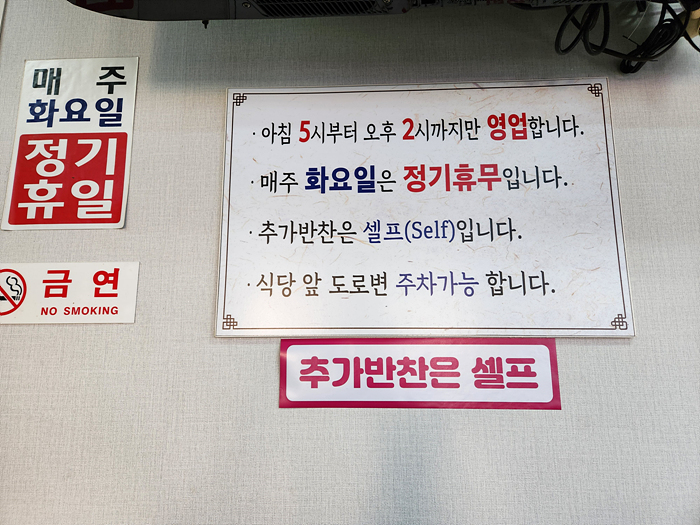 매 주
화요일
정기
휴일
금 연
NO SMOKING
· 아침 5시부터 오후 2시까지만 영업합니다.
· 매주 화요일은 정기휴무입니다.
· 추가반찬은 셀프(Self)입니다.
· 식당 앞 도로변 주차가능 합니다.
추가반찬은 셀프